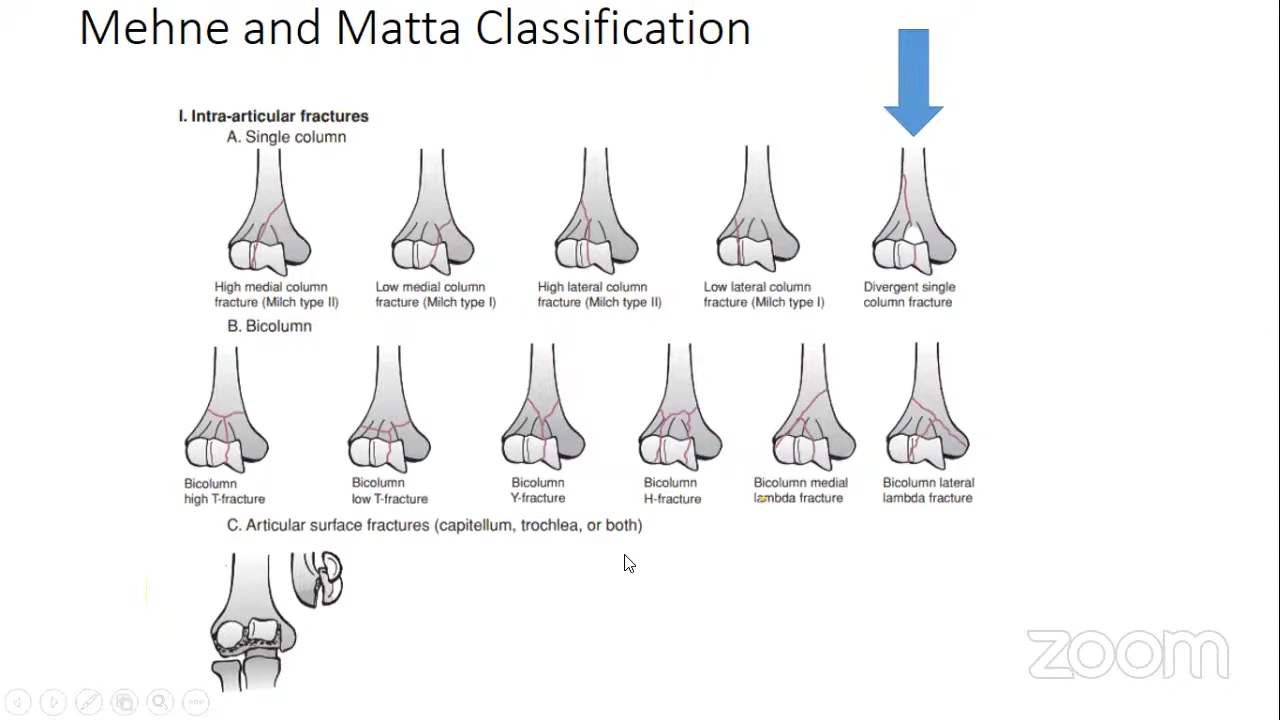 Mehne and Matta Classification
I. Intra-articular fractures
A. Single column
High medial column
fracture (Milch type II)
Low medial column
fracture (Milch type I)
High lateral column
fracture (Milch type II)
Low lateral column
fracture (Milch type I)
Divergent single
column fracture
B. Bicolumn
Bicolumn
high T-fracture
Bicolumn
low T-fracture
Bicolumn
Y-fracture
Bicolumn
H-fracture
Bicolumn medial
lambda fracture
Bicolumn lateral
lambda fracture
C. Articular surface fractures (capitellum, trochlea, or both)
zoom